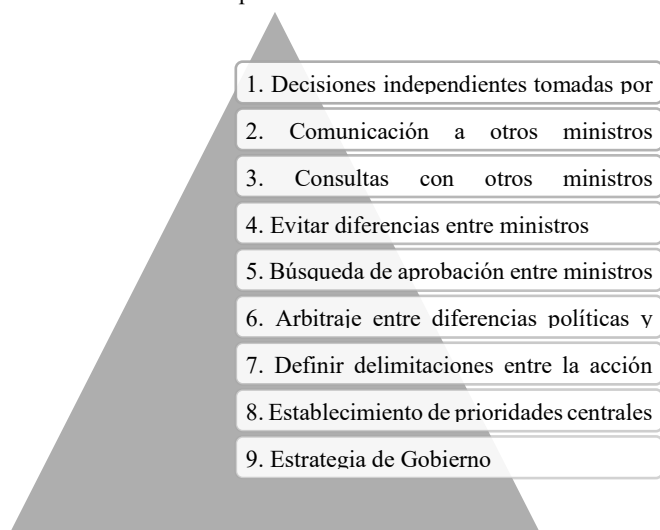 1. Decisiones independientes tomadas por
2. Comunicación a otros ministros
3. Consultas con otros ministros
4. Evitar diferencias entre ministros
5. Búsqueda de aprobación entre ministros
6. Arbitraje entre diferencias políticas y
7. Definir delimitaciones entre la acción
8. Establecimiento de prioridades centrales
9. Estrategia de Gobierno